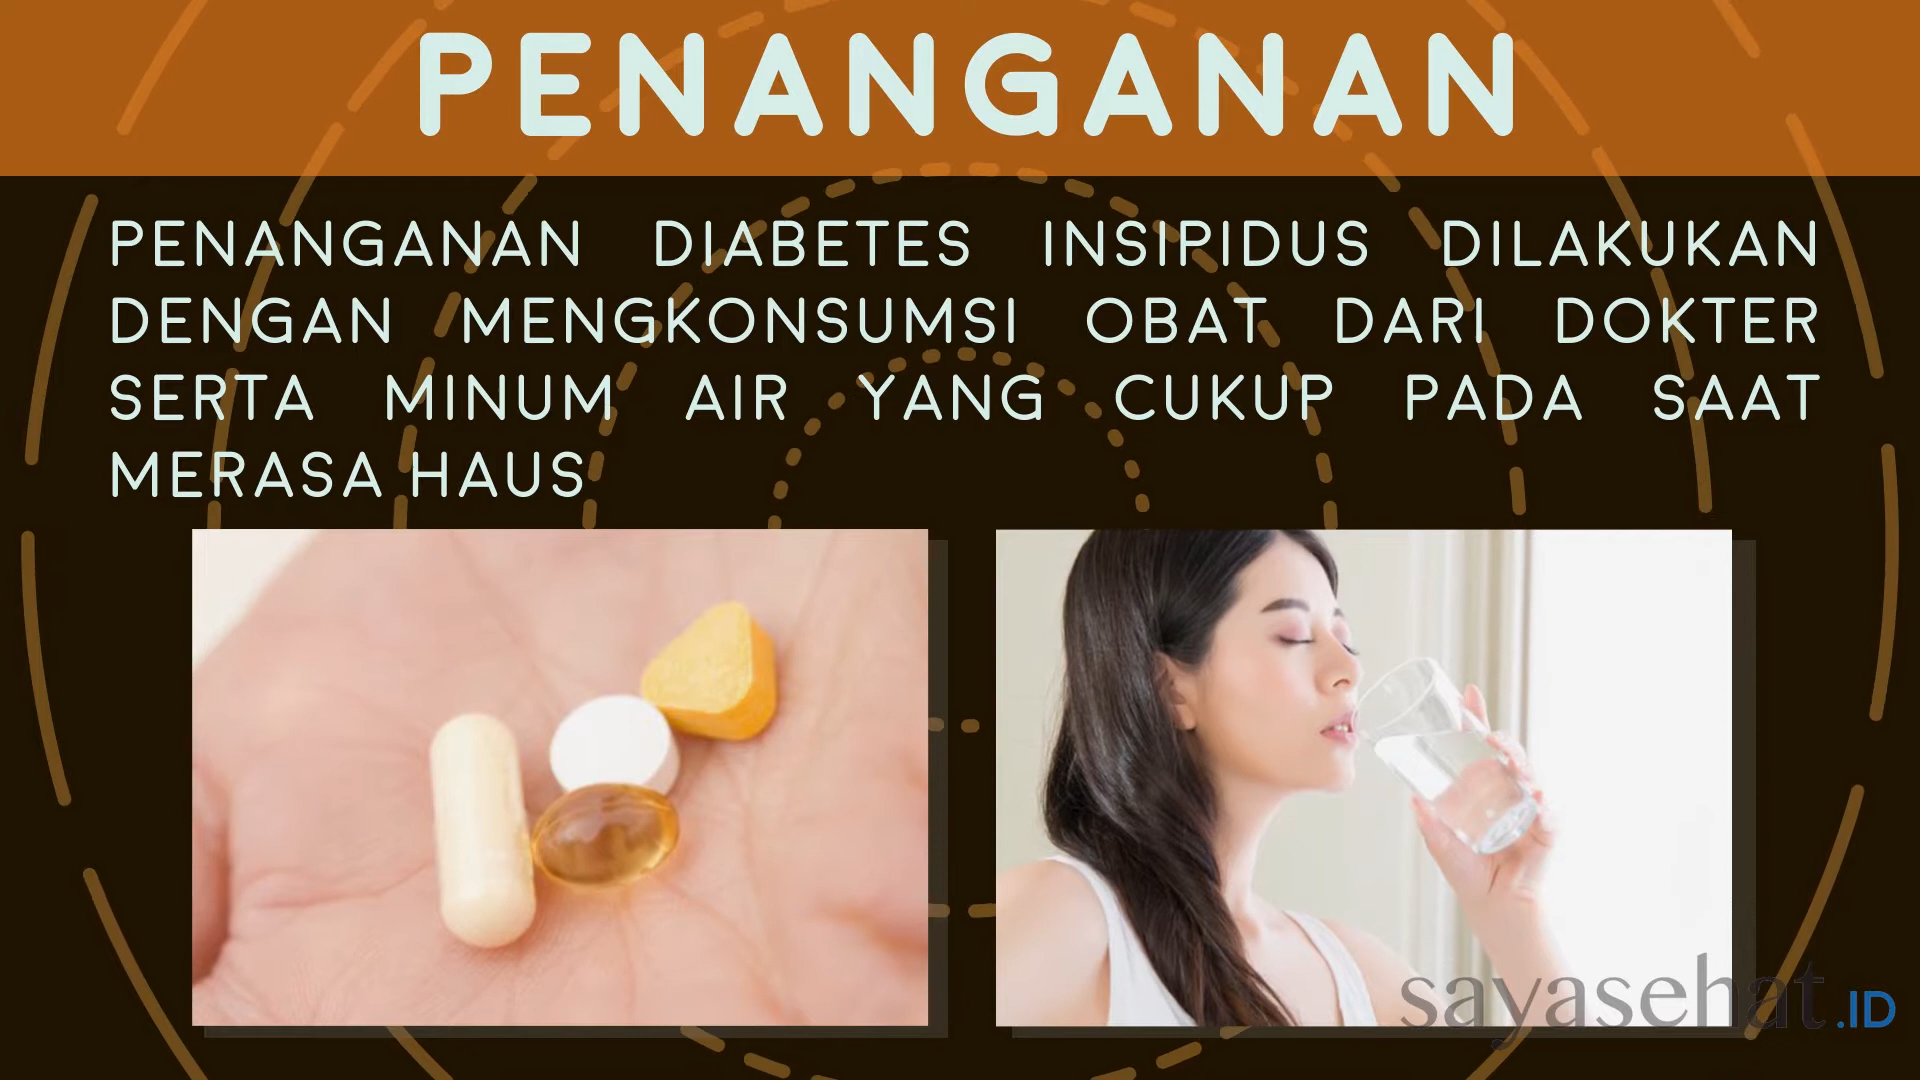 PENANGANAN
PENANGANAN DIABETES INSIPIDUS DILAKUKAN
DENGAN MENGKONSUMSI OBAT DARI DOKTER
SERTA MINUM AIR YANG CUKUP PADA SAAT
MERASA HAUS
sayasehat.ID